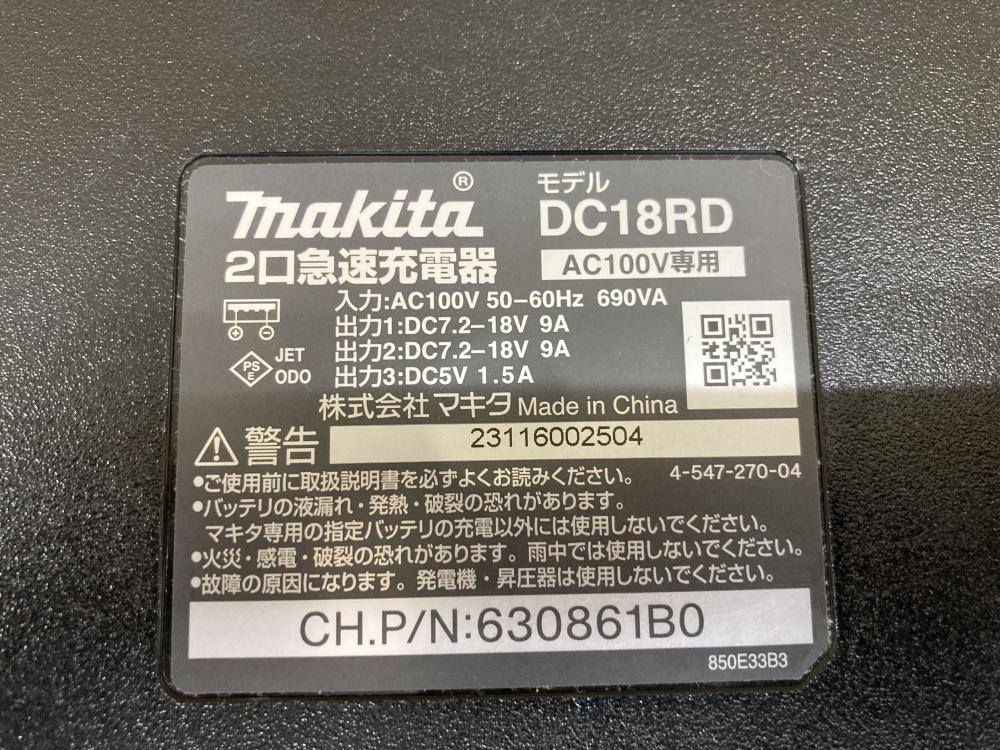 makita®
モデル
DC18RD
2口急速充電器
AC100V専用
入力:AC100V 50–60Hz 690VA
出力1:DC7.2–18V 9A
出力2:DC7.2–18V 9A
出力3:DC5V 1.5A
PS
E
JET
ODO
株式会社マキタ Made in China
警告
23116002504
4-547-270-04
•ご使用前に取扱説明書を必ずよくお読みください。
•バッテリの液漏れ・発熱・破裂の恐れがあります。
マキタ専用の指定バッテリの充電以外には使用しないでください。
•火災・感電・破裂の恐れがあります。雨中では使用しないでください。
•故障の原因になります。発電機・昇圧器は使用しないでください。
CH.P/N:630861B0
850E33B3